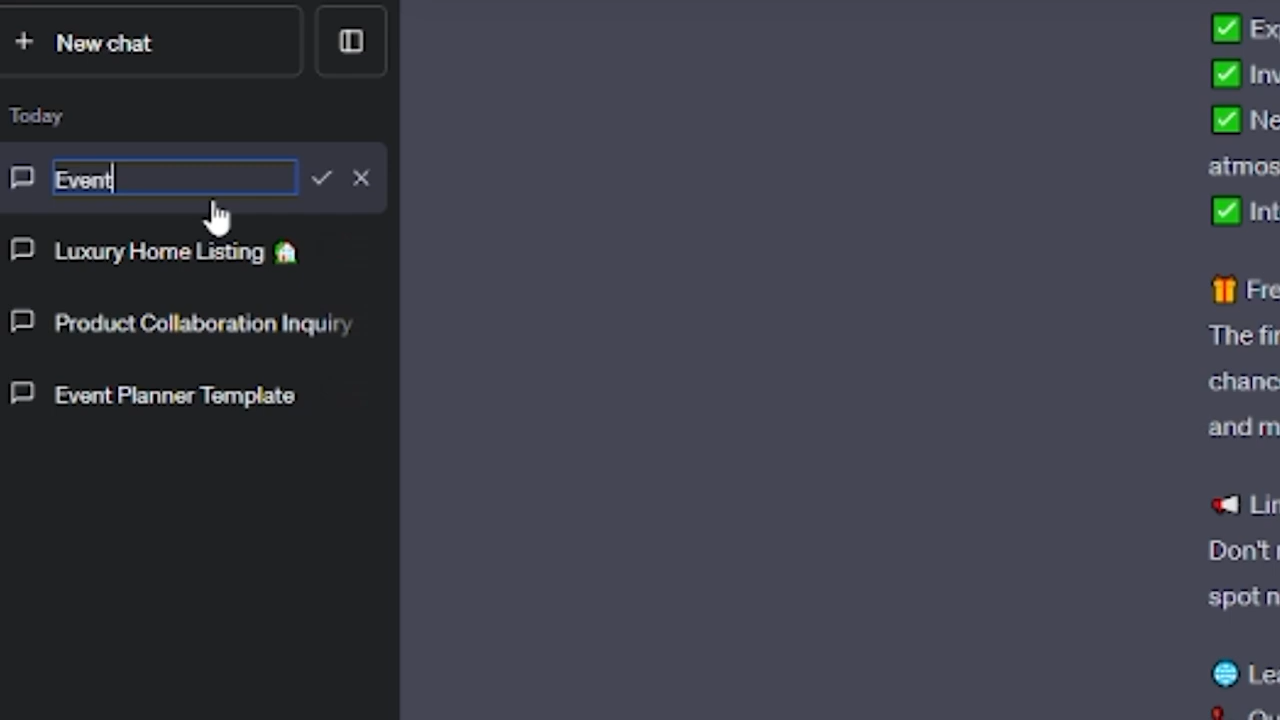 New chat
Today
Event
Luxury Home Listing
Product Collaboration Inquiry
Event Planner Template
atmos
The fin
chanc
and m
Don't
spot n